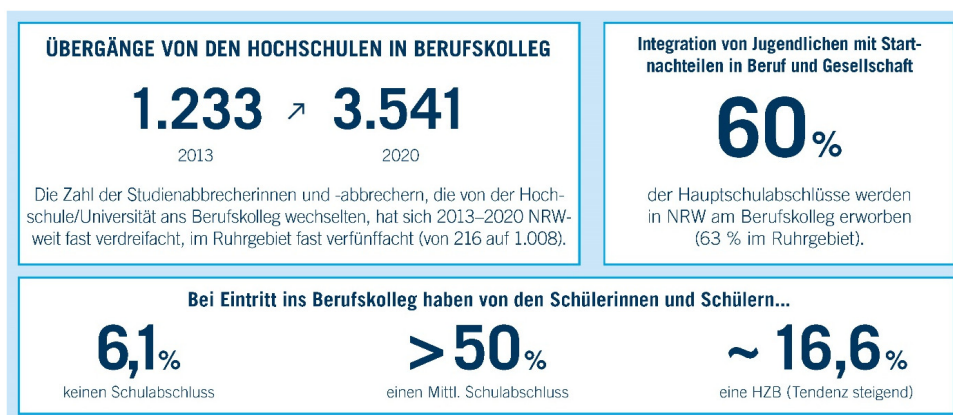 ÜBERGÄNGE VON DEN HOCHSCHULEN IN BERUFSKOLLEG
1.233 ↗ 3.541
2013 2020
Die Zahl der Studienabbrecherinnen und -abbrechern, die von der Hoch-
schule/Universität ans Berufskolleg wechselten, hat sich 2013–2020 NRW-
weit fast verdreifacht, im Ruhrgebiet fast verfünffacht (von 216 auf 1.008).
Integration von Jugendlichen mit Start-
nachteilen in Beruf und Gesellschaft
60 %
der Hauptschulabschlüsse werden
in NRW am Berufskolleg erworben
(63 % im Ruhrgebiet).
Bei Eintritt ins Berufskolleg haben von den Schülerinnen und Schülern...
6,1 % > 50 % ~ 16,6 %
keinen Schulabschluss einen Mittl. Schulabschluss eine HZB (Tendenz steigend)